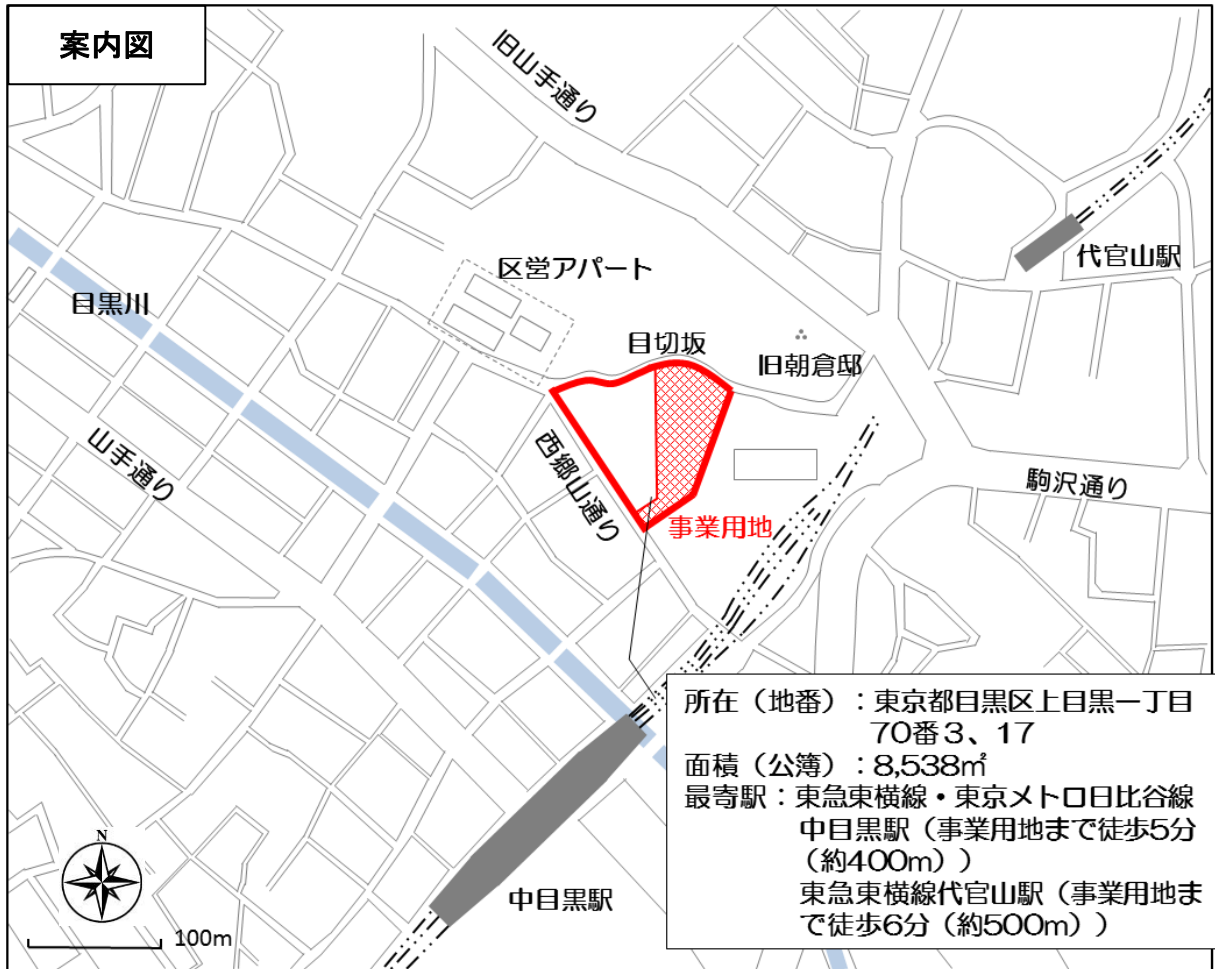 案内図
旧山手通り
代官山駅
区営アパート
目黒川
目切坂
旧朝倉邸
山手通り
西郷山通り
駒沢通り
事業用地
所在（地番）：東京都目黒区上目黒一丁目
70番３、17
面積（公簿）：8,538㎡
最寄駅：東急東横線・東京メトロ日比谷線
中目黒駅（事業用地まで徒歩5分
（約400m））
東急東横線代官山駅（事業用地ま
で徒歩6分（約500m））
N
中目黒駅
100m